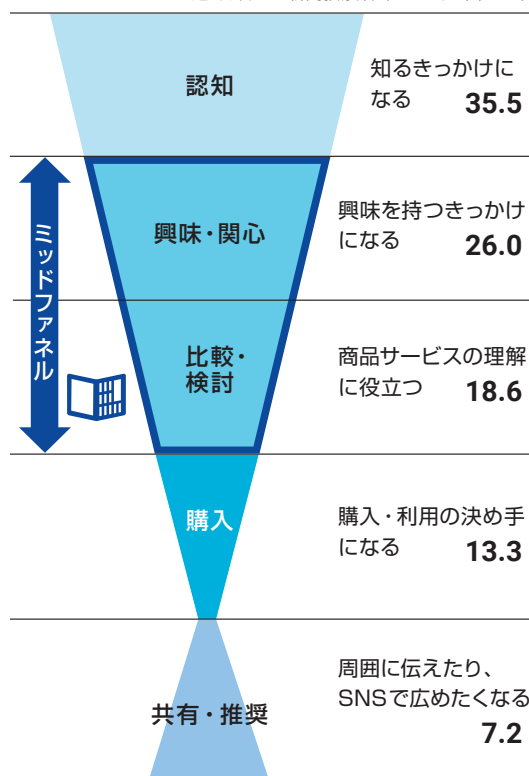 認知
知るきっかけに
なる 35.5
ミッドファネル
興味・関心
興味を持つきっかけ
になる 26.0
比較・
検討
商品サービスの理解
に役立つ 18.6
購入
購入・利用の決め手
になる 13.3
共有・推奨
周囲に伝えたり、
SNSで広めたくなる
7.2